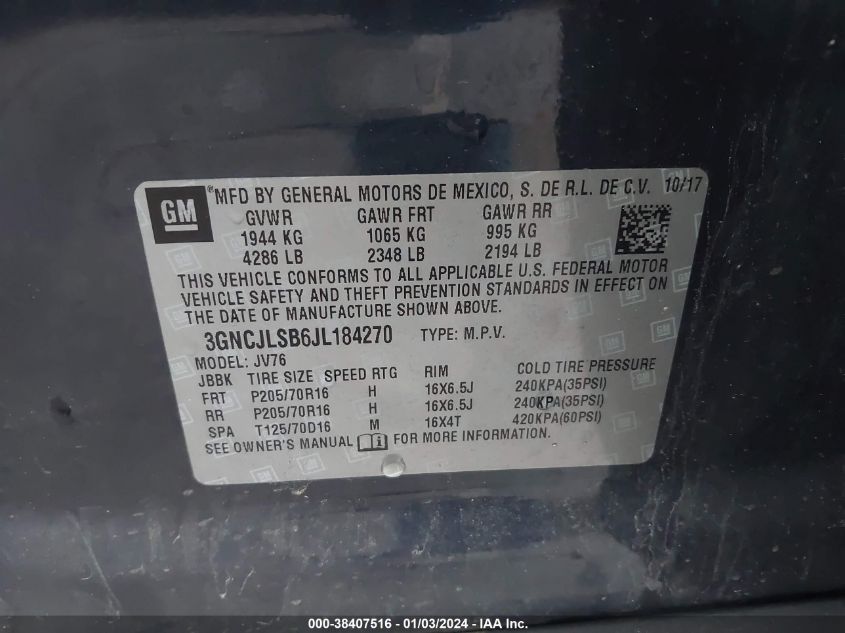 GM ®MFD BY GENERAL MOTORS DE MEXICO, S. DE R.L. DE C.V. 10/17
GVWR GAWR FRT GAWR RR
1944 KG 1065 KG 995 KG
4286 LB 2348 LB 2194 LB
THIS VEHICLE CONFORMS TO ALL APPLICABLE U.S. FEDERAL MOTOR
VEHICLE SAFETY AND THEFT PREVENTION STANDARDS IN EFFECT ON
THE DATE OF MANUFACTURE SHOWN ABOVE.
3GNCJLSB6JL184270 TYPE: M.P.V.
MODEL: JV76
JBBK TIRE SIZE SPEED RTG RIM COLD TIRE PRESSURE
FRT P205/70R16 H 16X6.5J 240KPA(35PSI)
RR P205/70R16 H 16X6.5J 240KPA(35PSI)
SPA T125/70D16 M 16X4T 420KPA(60PSI)
SEE OWNER'S MANUAL FOR MORE INFORMATION.
000-38407516 - 01/03/2024 - IAAI.com